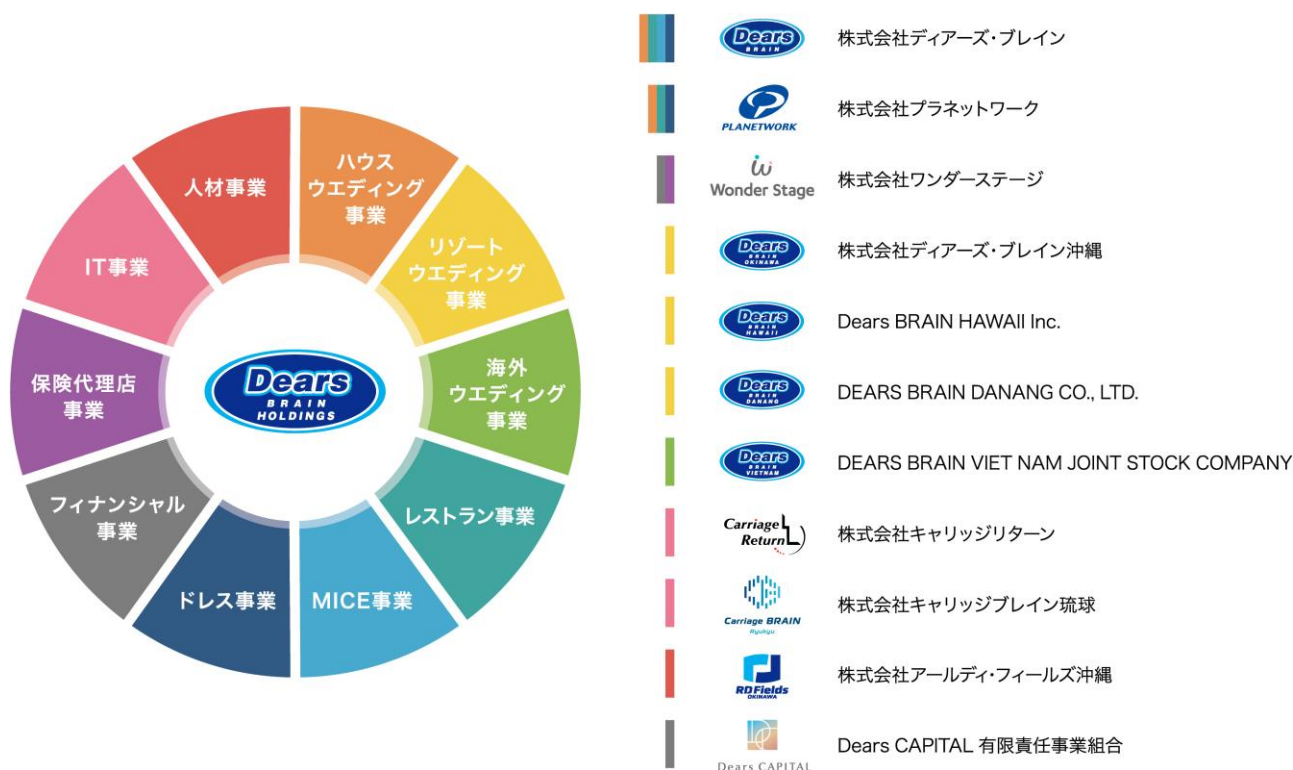 ハウス
ウエディング
事業
リゾート
ウエディング
事業
海外
ウエディング
事業
レストラン事業
MICE事業
ドレス事業
フィナンシャル
事業
保険代理店
事業
IT事業
人材事業
Dears
BRAIN
HOLDINGS
Dears
BRAIN
株式会社ディアーズ・ブレイン
PLANETWORK
株式会社プラネットワーク
Wonder Stage
株式会社ワンダーステージ
Dears
BRAIN
OKINAWA
株式会社ディアーズ・ブレイン沖縄
Dears
BRAIN
HAWAII
Dears BRAIN HAWAII Inc.
Dears
BRAIN
DANANG
DEARS BRAIN DANANG CO., LTD.
Dears
BRAIN
VIETNAM
DEARS BRAIN VIET NAM JOINT STOCK COMPANY
Carriage
Return
株式会社キャリッジリターン
Carriage BRAIN
Ryukyu
株式会社キャリッジブレイン琉球
RD Fields
OKINAWA
株式会社アールディ・フィールズ沖縄
Dears CAPITAL
Dears CAPITAL 有限責任事業組合